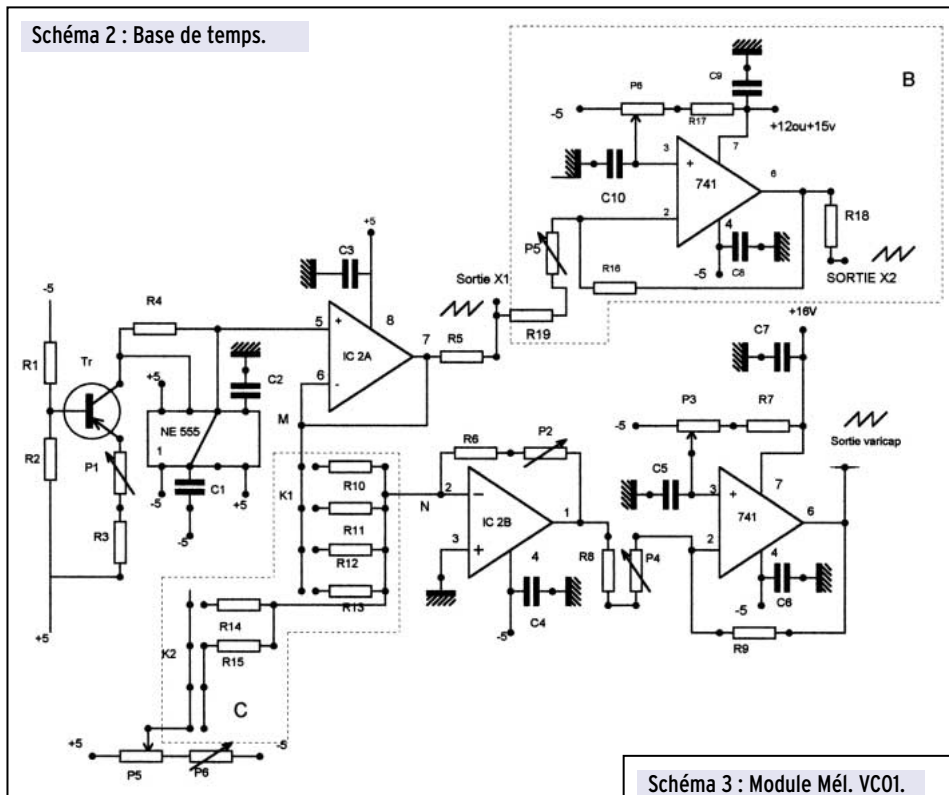 Schéma 2 : Base de temps.
B
C9
P6
-5
R17
+12ou+15v
3
+
7
C10
741
6
2
4
R18
P5
-5
C8
R16
SORTIE X2
R19
+5
C3
Sortie X1
-5
R4
5
+
8
7
R5
IC 2A
6
-
R1
Tr
C2
+5
M
NE 555
1
R2
P1
C1
-5
+5
-5
R3
+5
K1
R10
R11
R12
R13
R14
R15
K2
C
+5
-5
P5
P6
N
R6
P2
2
-
IC 2B
1
3
+
4
-5
C4
R8
P4
+16V
C7
P3
R7
-5
Sortie varicap
C5
3
+
7
741
6
2
4
-5
C6
R9
Schéma 3 : Module Mél. VCO1.